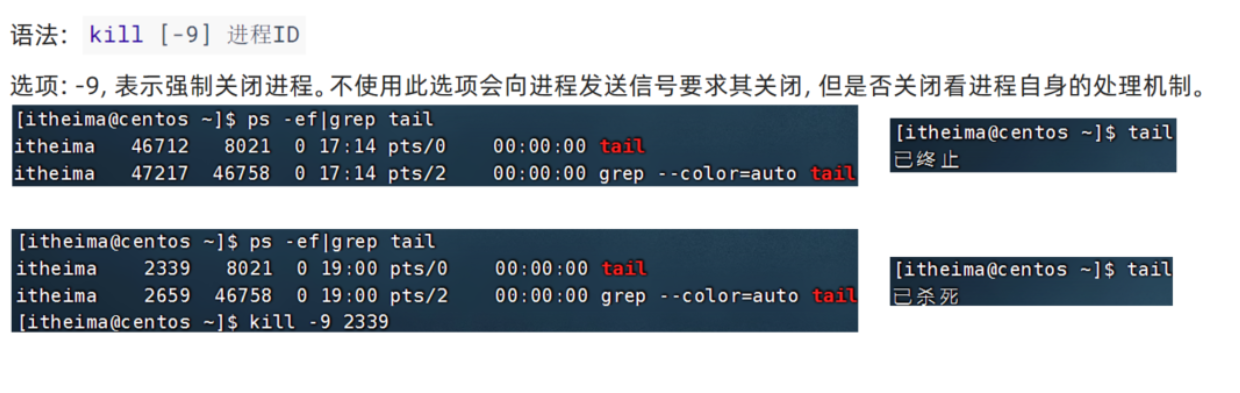 语法： kill [-9] 进程ID
选项: -9, 表示强制关闭进程。不使用此选项会向进程发送信号要求其关闭, 但是否关闭看进程自身的处理机制。
[itheima@centos ~]$ ps -ef|grep tail
itheima   46712   8021  0 17:14 pts/0    00:00:00 tail
itheima   47217  46758  0 17:14 pts/2    00:00:00 grep --color=auto tail
[itheima@centos ~]$ tail
已终止
[itheima@centos ~]$ ps -ef|grep tail
itheima    2339   8021  0 19:00 pts/0    00:00:00 tail
itheima    2659  46758  0 19:00 pts/2    00:00:00 grep --color=auto tail
[itheima@centos ~]$ kill -9 2339
[itheima@centos ~]$ tail
已杀死